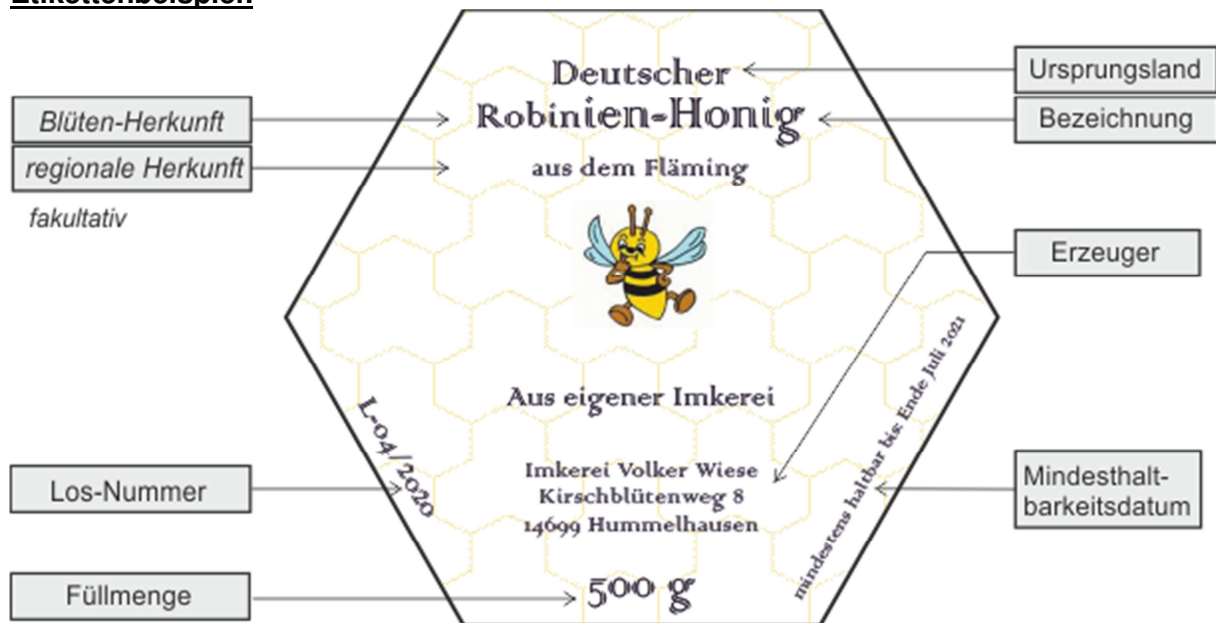 Etikettenbeispiel:
Deutscher
Robinien-Honig
aus dem Fläming
Aus eigener Imkerei
Imkerei Volker Wiese
Kirschblütenweg 8
14699 Hummelhausen
500 g
L-04/2020
mindestens haltbar bis: Ende Juli 2021
Blüten-Herkunft
regionale Herkunft
fakultativ
Los-Nummer
Füllmenge
Ursprungsland
Bezeichnung
Erzeuger
Mindesthalt-
barkeitsdatum